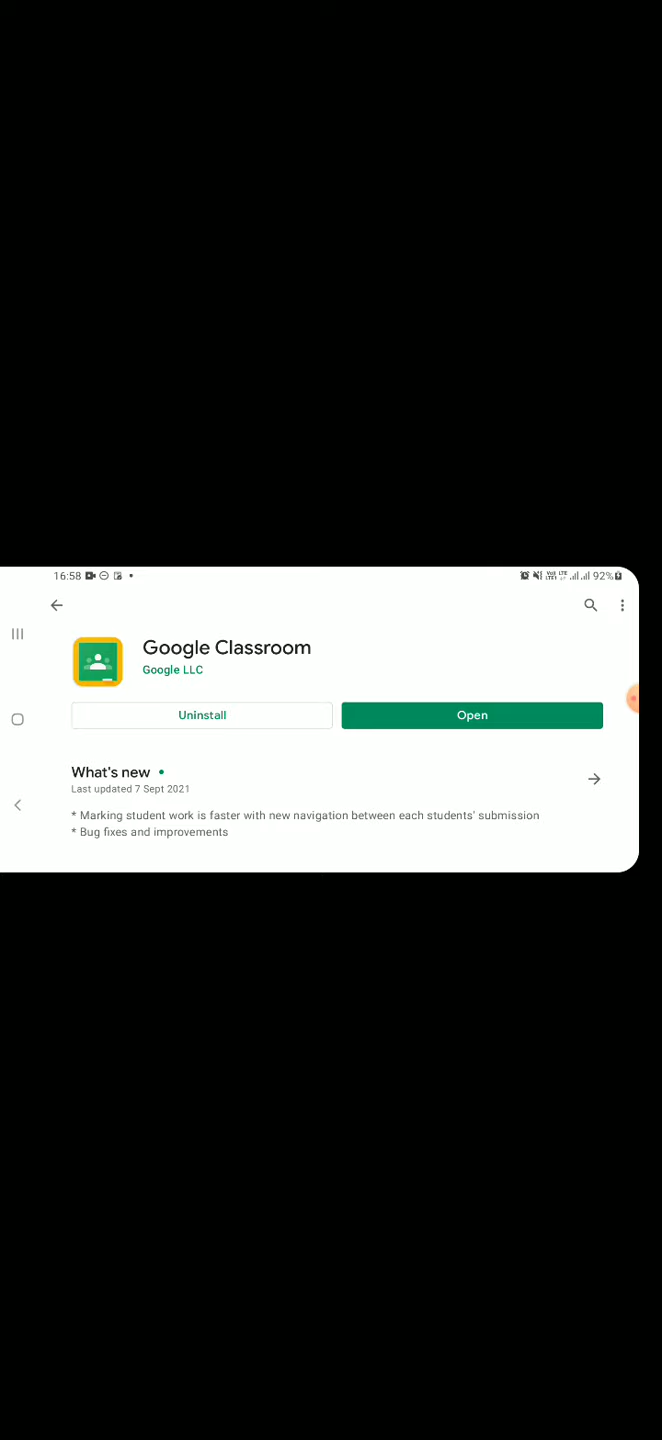 16:58 92%
Google Classroom
Google LLC
Uninstall Open
What's new
Last updated 7 Sept 2021
* Marking student work is faster with new navigation between each students' submission
* Bug fixes and improvements